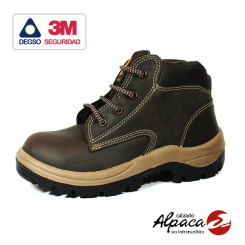 DEGSO
3M
SEGURIDAD
calzado
Alpaca
Los Indestructibles